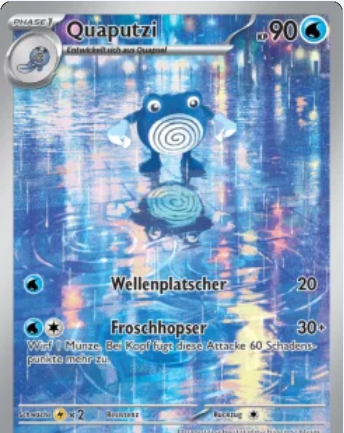 PHASE 1
Quaputzi
KP 90
Entwickelt sich aus Quapsel
Wellenplatscher 20
Froschhopser 30+
Wirf 1 Münze. Bei Kopf fügt diese Attacke 60 Schadens-
punkte mehr zu.
Schwäche ×2 Resistenz Rückzug